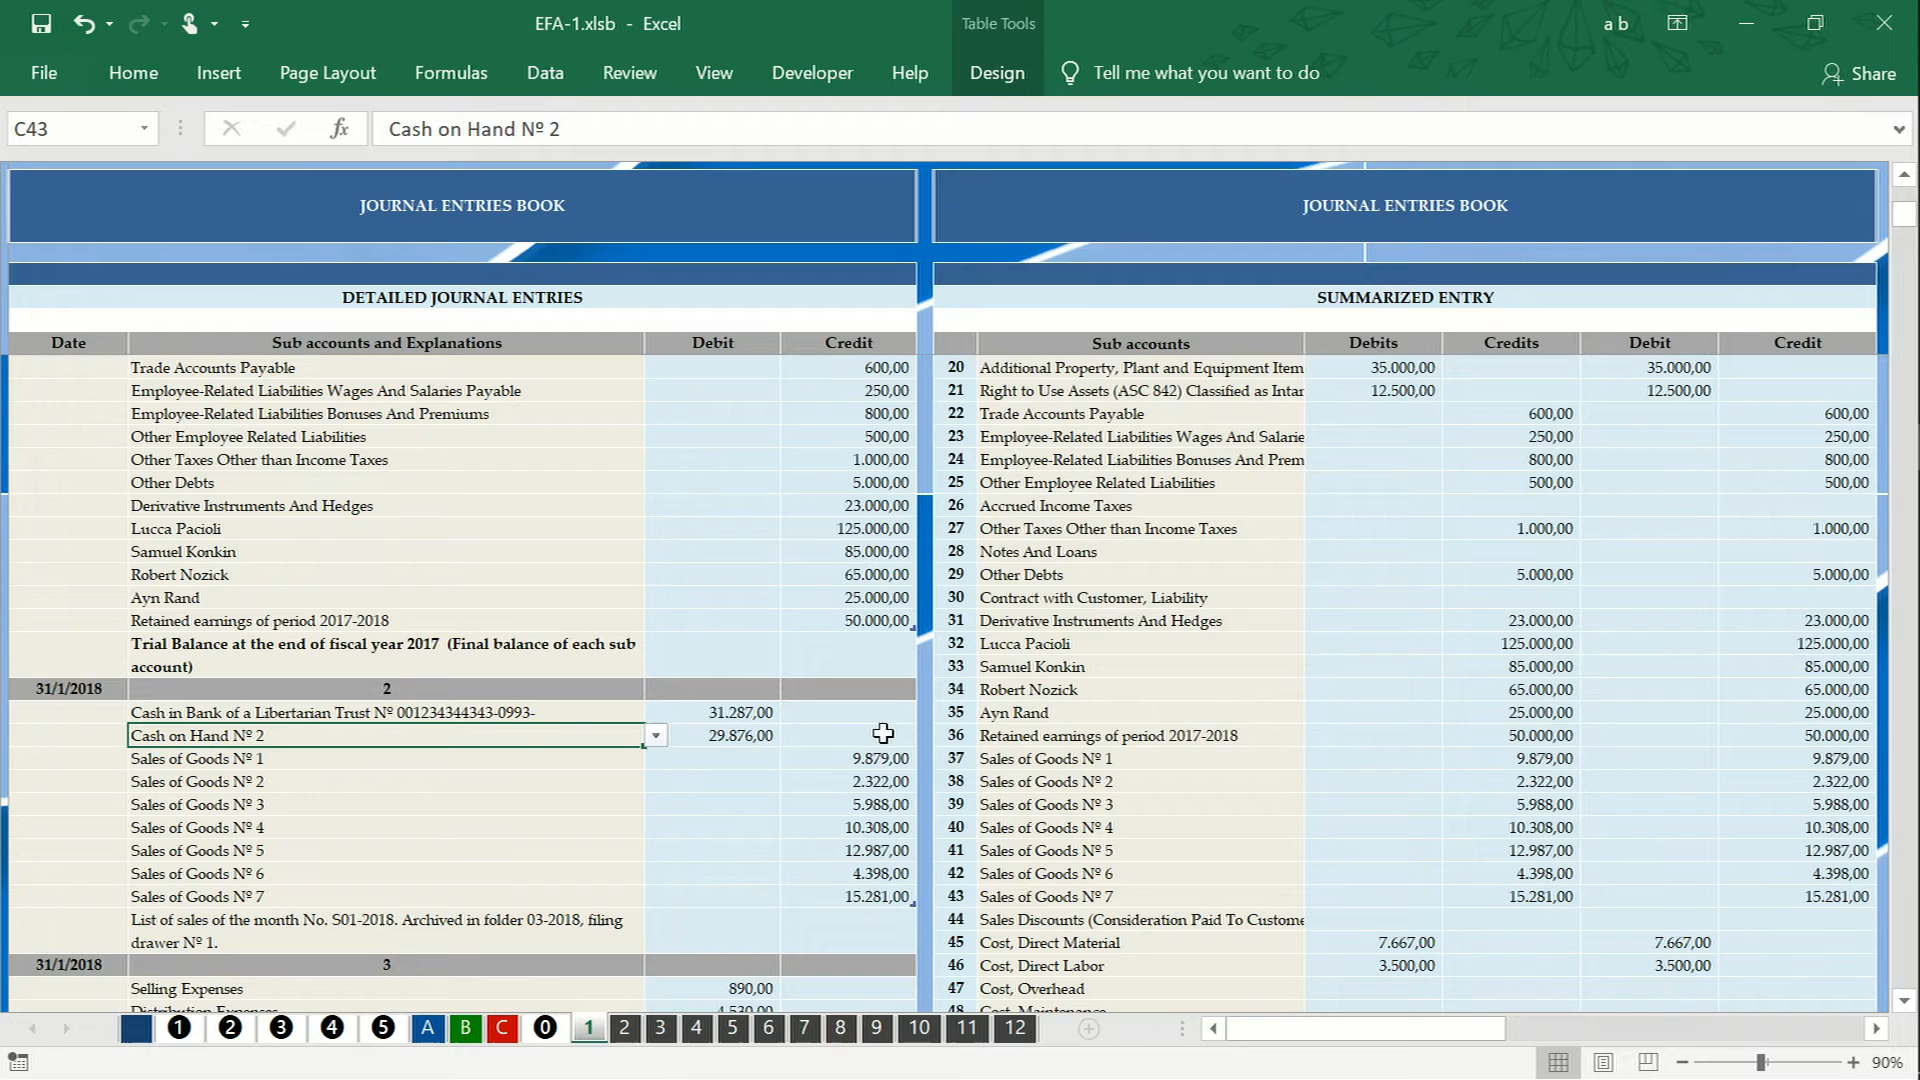 EFA-1.xlsb - Excel
Table Tools
a b
File Home Insert Page Layout Formulas Data Review View Developer Help Design Tell me what you want to do Share
C43 fx Cash on Hand Nº 2
JOURNAL ENTRIES BOOK
DETAILED JOURNAL ENTRIES
Date Sub accounts and Explanations Debit Credit
Trade Accounts Payable 600,00
Employee-Related Liabilities Wages And Salaries Payable 250,00
Employee-Related Liabilities Bonuses And Premiums 800,00
Other Employee Related Liabilities 500,00
Other Taxes Other than Income Taxes 1.000,00
Other Debts 5.000,00
Derivative Instruments And Hedges 23.000,00
Lucca Pacioli 125.000,00
Samuel Konkin 85.000,00
Robert Nozick 65.000,00
Ayn Rand 25.000,00
Retained earnings of period 2017-2018 50.000,00
Trial Balance at the end of fiscal year 2017 (Final balance of each sub
account)
31/1/2018 2
Cash in Bank of a Libertarian Trust Nº 001234344343-0993- 31.287,00
Cash on Hand Nº 2 29.876,00
Sales of Goods Nº 1 9.879,00
Sales of Goods Nº 2 2.322,00
Sales of Goods Nº 3 5.988,00
Sales of Goods Nº 4 10.308,00
Sales of Goods Nº 5 12.987,00
Sales of Goods Nº 6 4.398,00
Sales of Goods Nº 7 15.281,00
List of sales of the month No. S01-2018. Archived in folder 03-2018, filing
drawer Nº 1.
31/1/2018 3
Selling Expenses 890,00
JOURNAL ENTRIES BOOK
SUMMARIZED ENTRY
Sub accounts Debits Credits Debit Credit
20 Additional Property, Plant and Equipment Item 35.000,00 35.000,00
21 Right to Use Assets (ASC 842) Classified as Intar 12.500,00 12.500,00
22 Trade Accounts Payable 600,00 600,00
23 Employee-Related Liabilities Wages And Salarie 250,00 250,00
24 Employee-Related Liabilities Bonuses And Prem 800,00 800,00
25 Other Employee Related Liabilities 500,00 500,00
26 Accrued Income Taxes
27 Other Taxes Other than Income Taxes 1.000,00 1.000,00
28 Notes And Loans
29 Other Debts 5.000,00 5.000,00
30 Contract with Customer, Liability
31 Derivative Instruments And Hedges 23.000,00 23.000,00
32 Lucca Pacioli 125.000,00 125.000,00
33 Samuel Konkin 85.000,00 85.000,00
34 Robert Nozick 65.000,00 65.000,00
35 Ayn Rand 25.000,00 25.000,00
36 Retained earnings of period 2017-2018 50.000,00 50.000,00
37 Sales of Goods Nº 1 9.879,00 9.879,00
38 Sales of Goods Nº 2 2.322,00 2.322,00
39 Sales of Goods Nº 3 5.988,00 5.988,00
40 Sales of Goods Nº 4 10.308,00 10.308,00
41 Sales of Goods Nº 5 12.987,00 12.987,00
42 Sales of Goods Nº 6 4.398,00 4.398,00
43 Sales of Goods Nº 7 15.281,00 15.281,00
44 Sales Discounts (Consideration Paid To Custome
45 Cost, Direct Material 7.667,00 7.667,00
46 Cost, Direct Labor 3.500,00 3.500,00
47 Cost, Overhead
1 2 3 4 5 A B C 0 1 2 3 4 5 6 7 8 9 10 11 12
90%